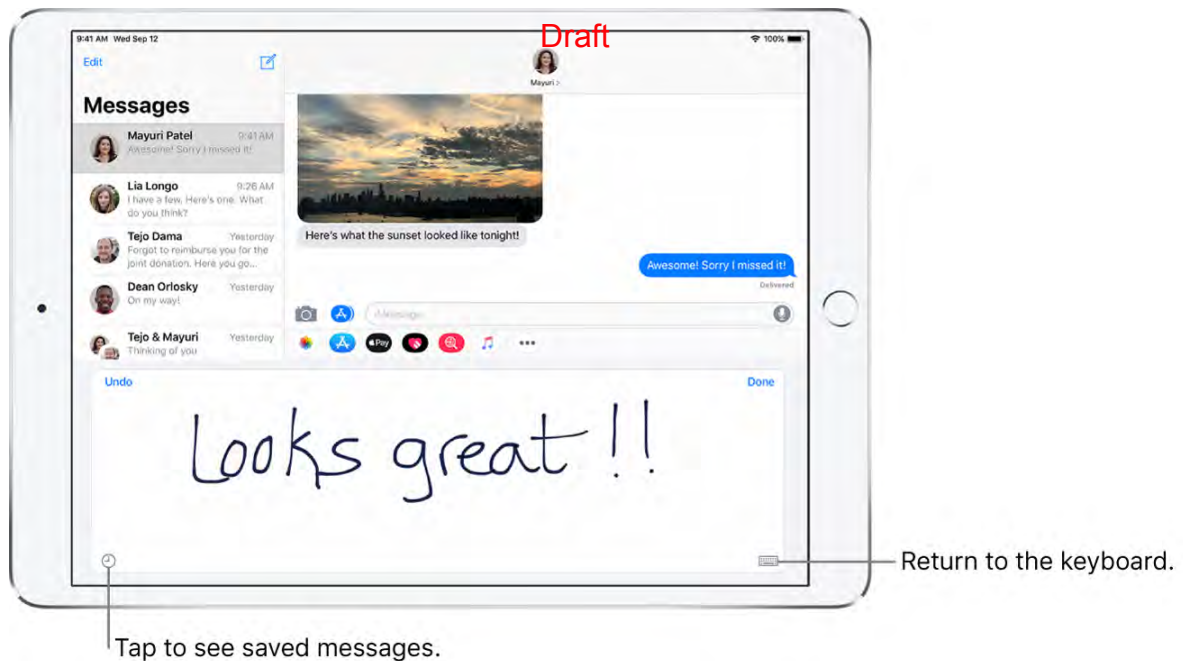 Draft
9:41 AM Wed Sep 12
100%
Edit
Mayuri >
Messages
Mayuri Patel 9:41 AM
Awesome! Sorry I missed it!
Lia Longo 9:26 AM
I have a few. Here's one. What
do you think?
Tejo Dama Yesterday
Forgot to reimburse you for the
joint donation. Here you go...
Dean Orlosky Yesterday
On my way!
Tejo & Mayuri Yesterday
Thinking of you
Here's what the sunset looked like tonight!
Awesome! Sorry I missed it!
Delivered
iMessage
Pay
Undo
Done
Looks great!!
Return to the keyboard.
Tap to see saved messages.